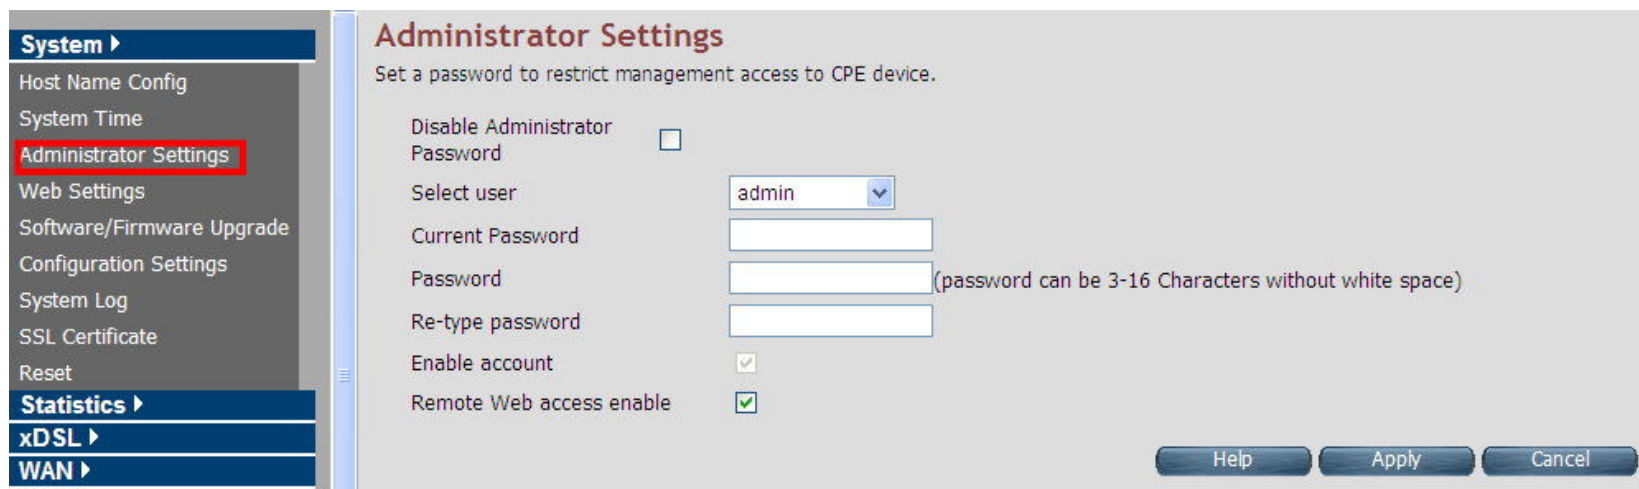 System
Host Name Config
System Time
Administrator Settings
Web Settings
Software/Firmware Upgrade
Configuration Settings
System Log
SSL Certificate
Reset
Statistics
xDSL
WAN
Administrator Settings
Set a password to restrict management access to CPE device.
Disable Administrator
Password
Select user admin
Current Password
Password (password can be 3-16 Characters without white space)
Re-type password
Enable account
Remote Web access enable
Help Apply Cancel